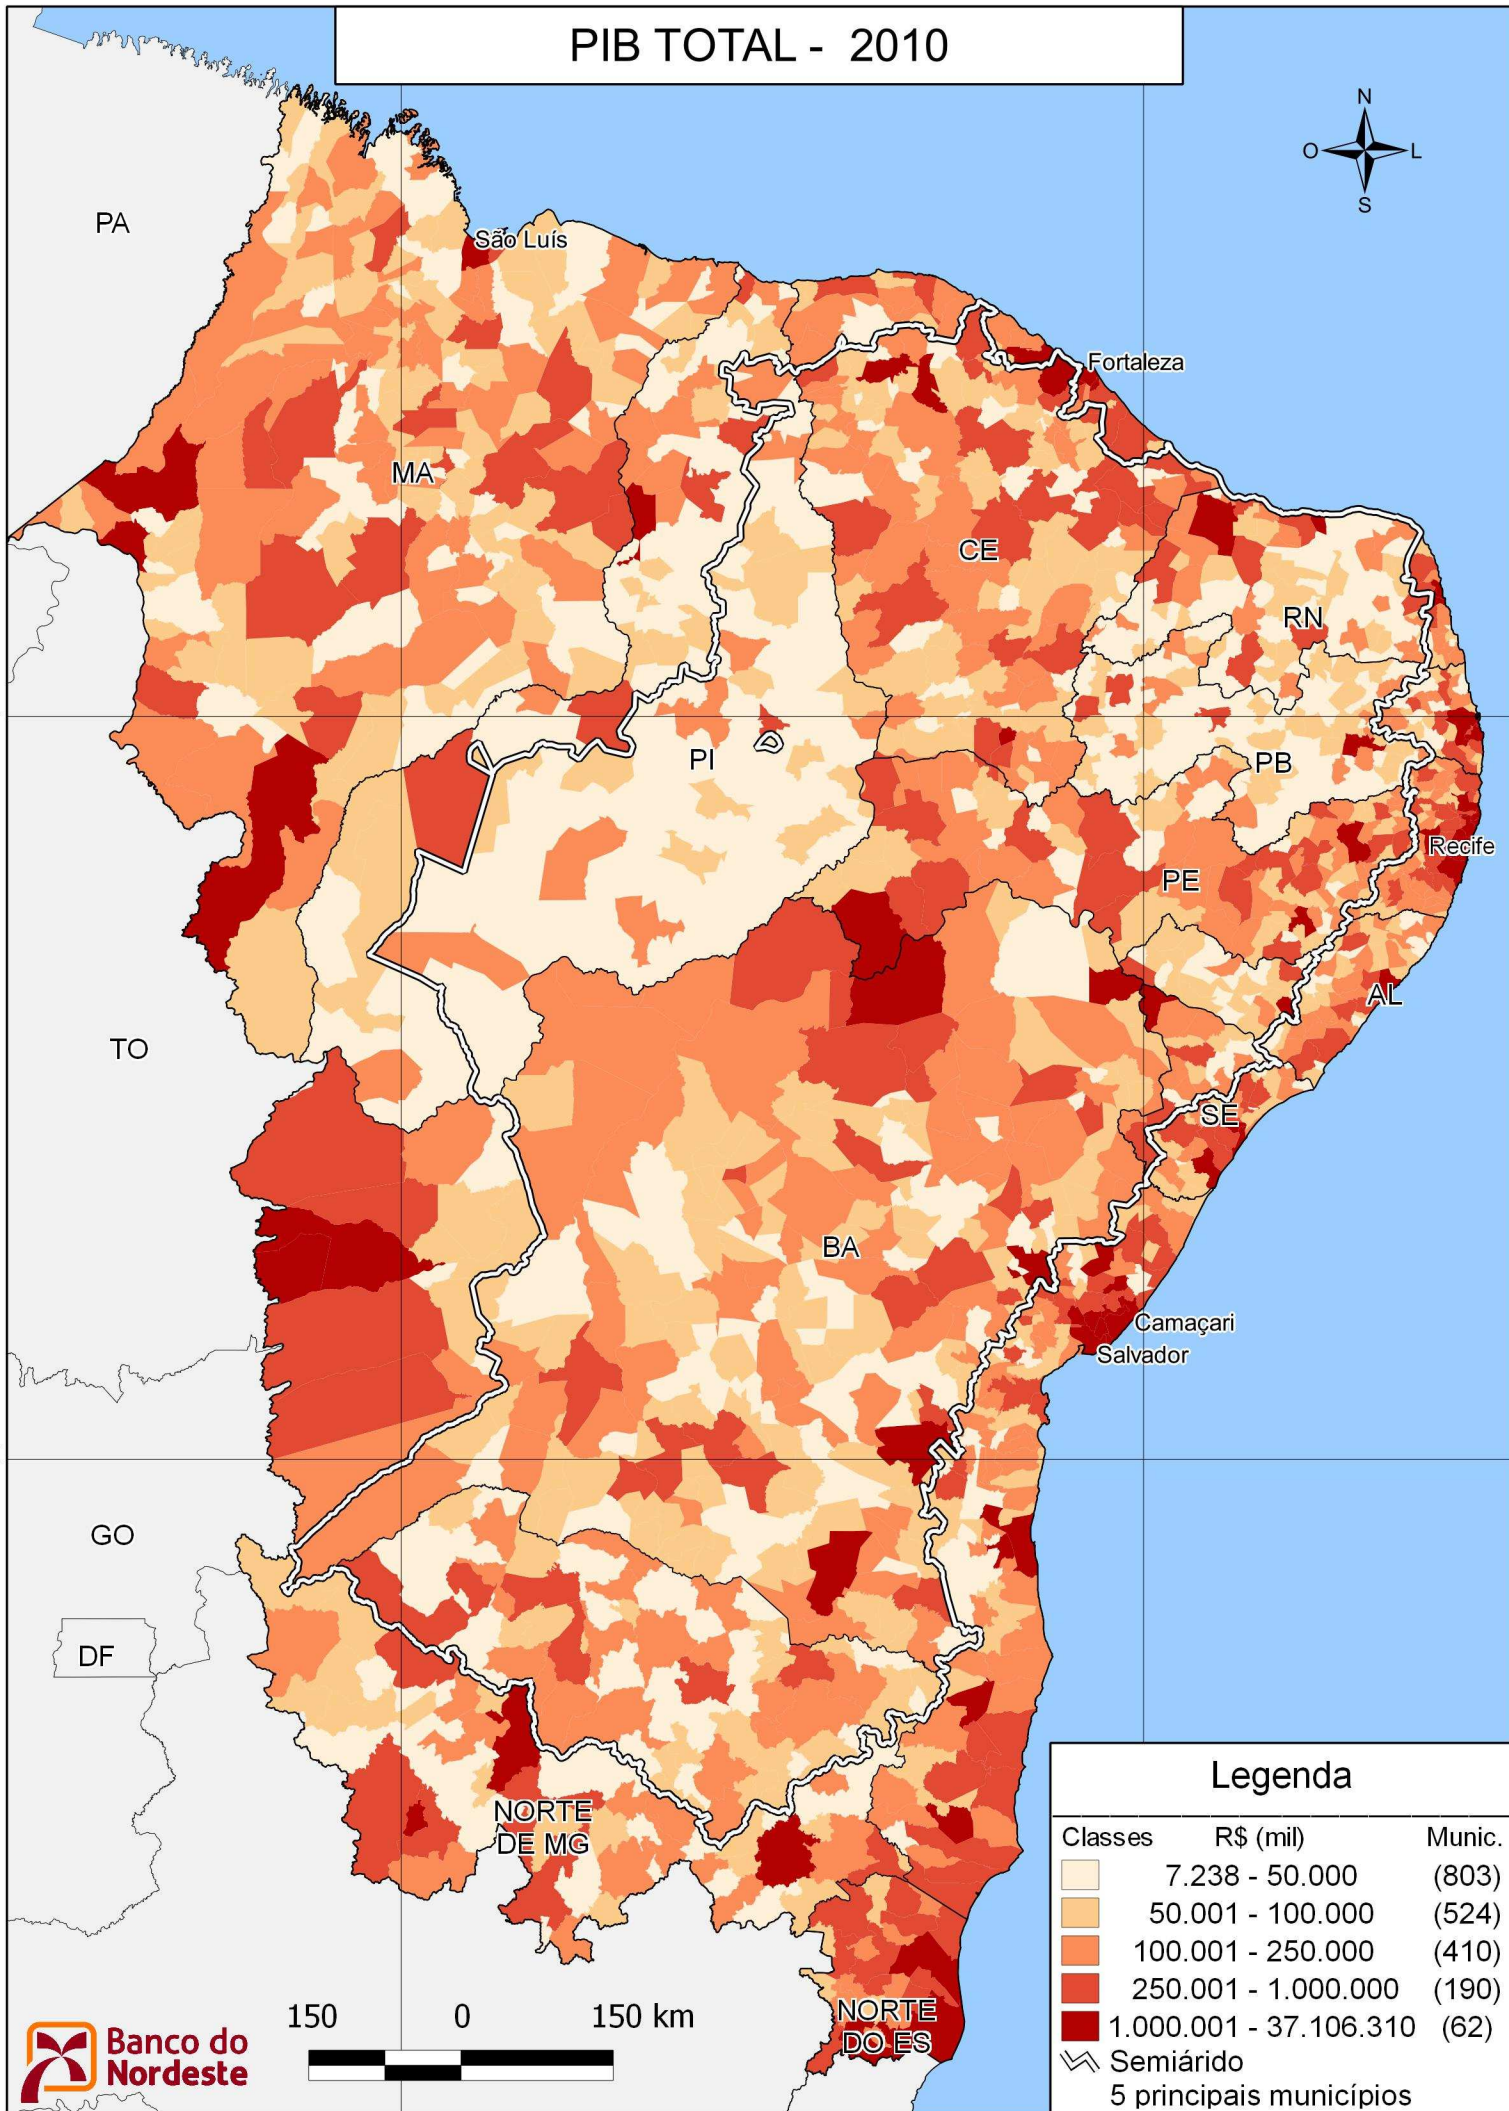 PIB TOTAL - 2010
N
O
L
S
PA
São Luís
Fortaleza
MA
CE
RN
PI
PB
Recife
PE
AL
TO
SE
BA
Camaçari
Salvador
GO
DF
NORTE
DE MG
NORTE
DO ES
150 0 150 km
Banco do
Nordeste
Legenda
Classes R$ (mil) Munic.
7.238 - 50.000 (803)
50.001 - 100.000 (524)
100.001 - 250.000 (410)
250.001 - 1.000.000 (190)
1.000.001 - 37.106.310 (62)
Semiárido
5 principais municípios